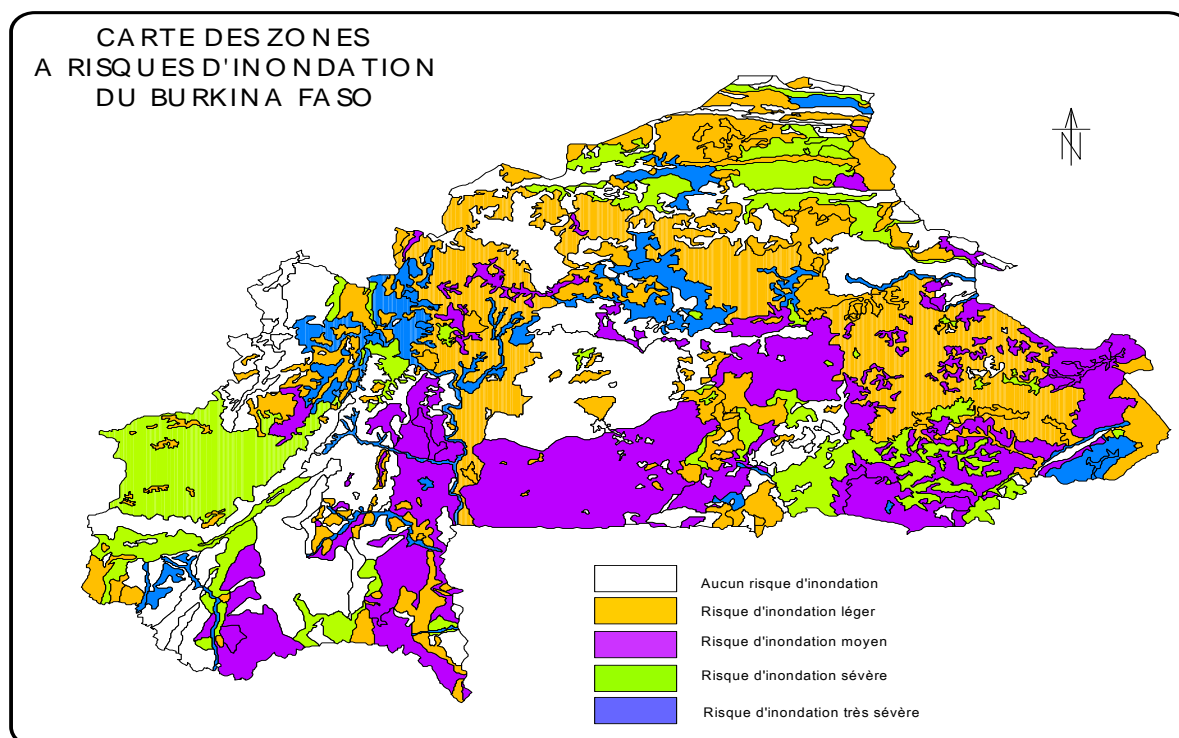 CARTE DES ZONES
A RISQUES D'INONDATION
DU BURKINA FASO
N
Aucun risque d'inondation
Risque d'inondation léger
Risque d'inondation moyen
Risque d'inondation sévère
Risque d'inondation très sévère